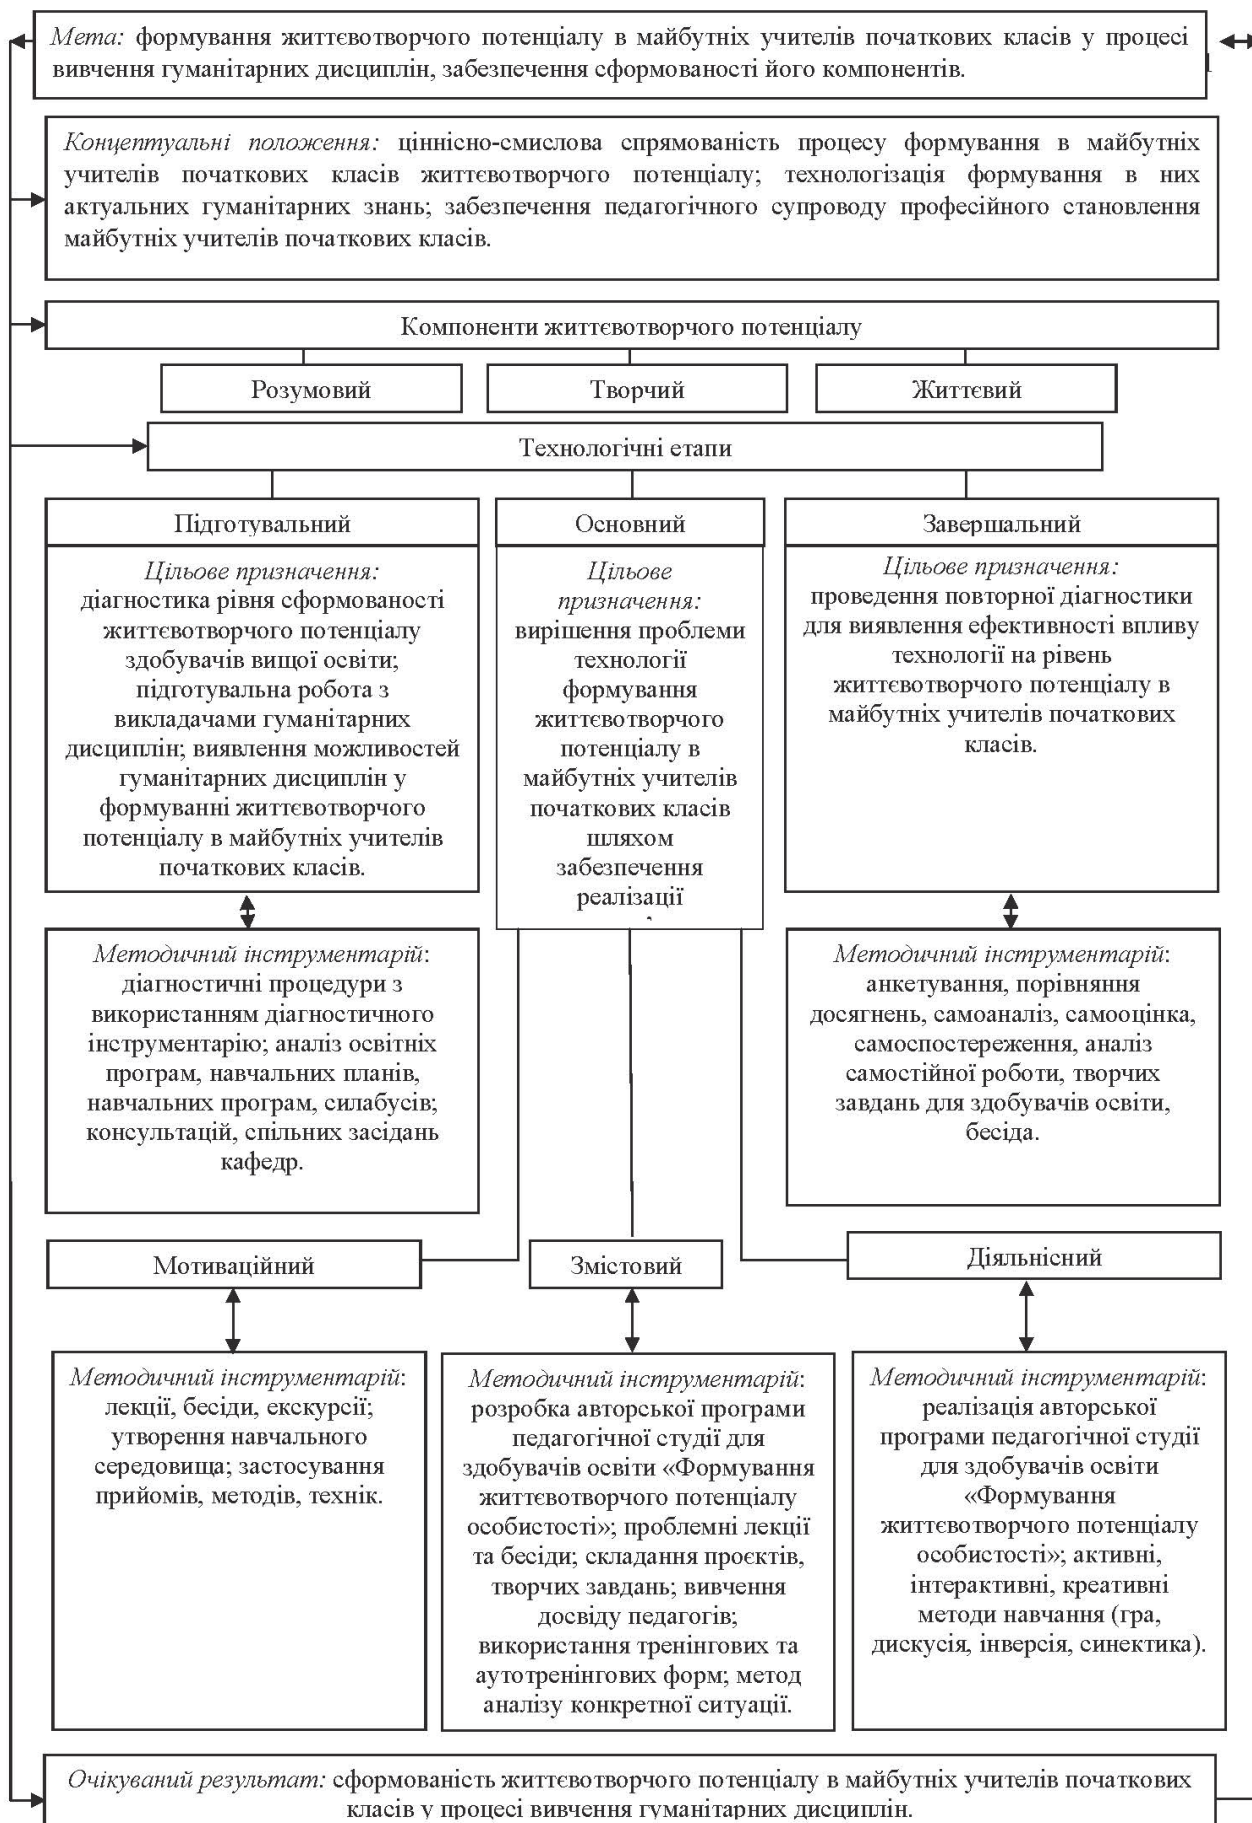 Мета: формування життєвотворчого потенціалу в майбутніх учителів початкових класів у процесі
вивчення гуманітарних дисциплін, забезпечення сформованості його компонентів.
Концептуальні положення: ціннісно-смислова спрямованість процесу формування в майбутніх
учителів початкових класів життєвотворчого потенціалу; технологізація формування в них
актуальних гуманітарних знань; забезпечення педагогічного супроводу професійного становлення
майбутніх учителів початкових класів.
Компоненти життєвотворчого потенціалу
Розумовий
Творчий
Життєвий
Технологічні етапи
Підготувальний
Цільове призначення:
діагностика рівня сформованості
життєвотворчого потенціалу
здобувачів вищої освіти;
підготувальна робота з
викладачами гуманітарних
дисциплін; виявлення можливостей
гуманітарних дисциплін у
формуванні життєвотворчого
потенціалу в майбутніх учителів
початкових класів.
Основний
Цільове
призначення:
вирішення проблеми
технології
формування
життєвотворчого
потенціалу в
майбутніх учителів
початкових класів
шляхом
забезпечення
реалізації
Завершальний
Цільове призначення:
проведення повторної діагностики
для виявлення ефективності впливу
технології на рівень
життєвотворчого потенціалу в
майбутніх учителів початкових
класів.
Методичний інструментарій:
діагностичні процедури з
використанням діагностичного
інструментарію; аналіз освітніх
програм, навчальних планів,
навчальних програм, силабусів;
консультацій, спільних засідань
кафедр.
Методичний інструментарій:
анкетування, порівняння
досягнень, самоаналіз, самооцінка,
самоспостереження, аналіз
самостійної роботи, творчих
завдань для здобувачів освіти,
бесіда.
Мотиваційний
Змістовий
Діяльнісний
Методичний інструментарій:
лекції, бесіди, екскурсії;
утворення навчального
середовища; застосування
прийомів, методів, технік.
Методичний інструментарій:
розробка авторської програми
педагогічної студії для
здобувачів освіти «Формування
життєвотворчого потенціалу
особистості»; проблемні лекції
та бесіди; складання проєктів,
творчих завдань; вивчення
досвіду педагогів;
використання тренінгових та
аутотренінгових форм; метод
аналізу конкретної ситуації.
Методичний інструментарій:
реалізація авторської
програми педагогічної студії
для здобувачів освіти
«Формування
життєвотворчого потенціалу
особистості»; активні,
інтерактивні, креативні
методи навчання (гра,
дискусія, інверсія, синектика).
Очікуваний результат: сформованість життєвотворчого потенціалу в майбутніх учителів початкових
класів у процесі вивчення гуманітарних дисциплін.